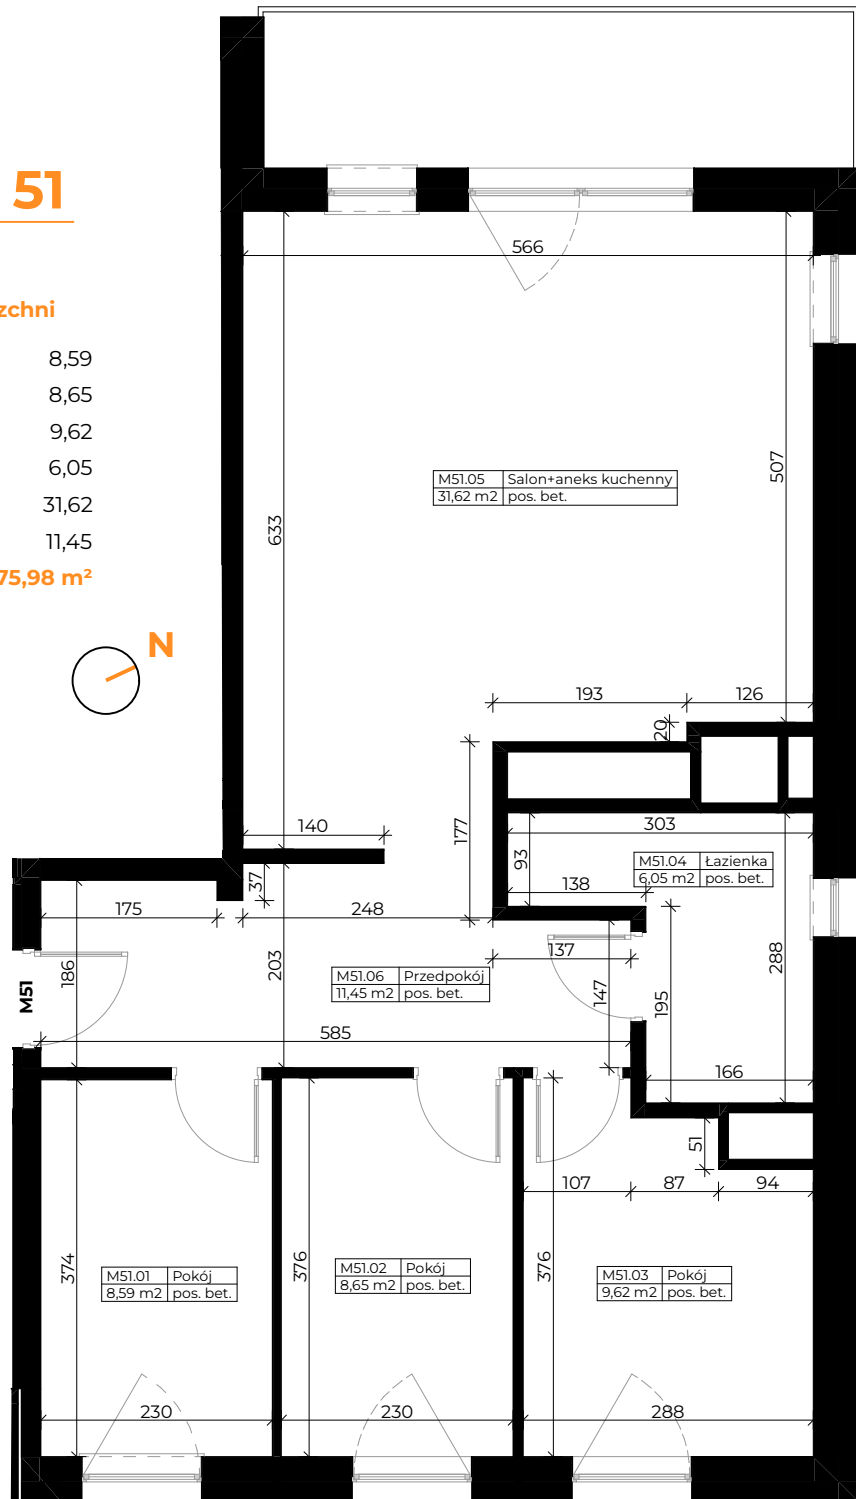 51
zchni
8,59
8,65
9,62
6,05
31,62
11,45
75,98 m²
N
566
633
507
M51.05 Salon+aneks kuchenny
31,62 m2 pos. bet.
193
126
20
177
140
303
93
M51.04 Łazienka
6,05 m2 pos. bet.
138
37
175
248
137
288
186
203
M51.06 Przedpokój
11,45 m2 pos. bet.
147
195
M51
585
166
51
107
87
94
374
376
376
M51.01 Pokój
8,59 m2 pos. bet.
M51.02 Pokój
8,65 m2 pos. bet.
M51.03 Pokój
9,62 m2 pos. bet.
230
230
288